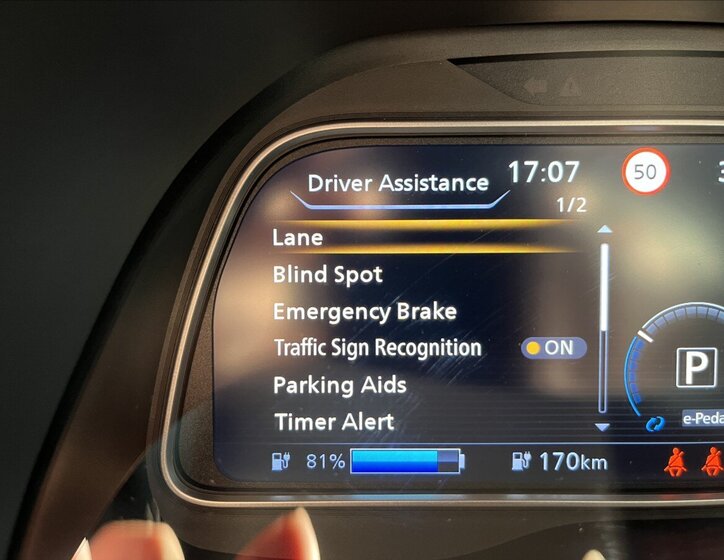 Driver Assistance
17:07
50
1/2
Lane
Blind Spot
Emergency Brake
Traffic Sign Recognition
ON
Parking Aids
Timer Alert
P
81%
170km